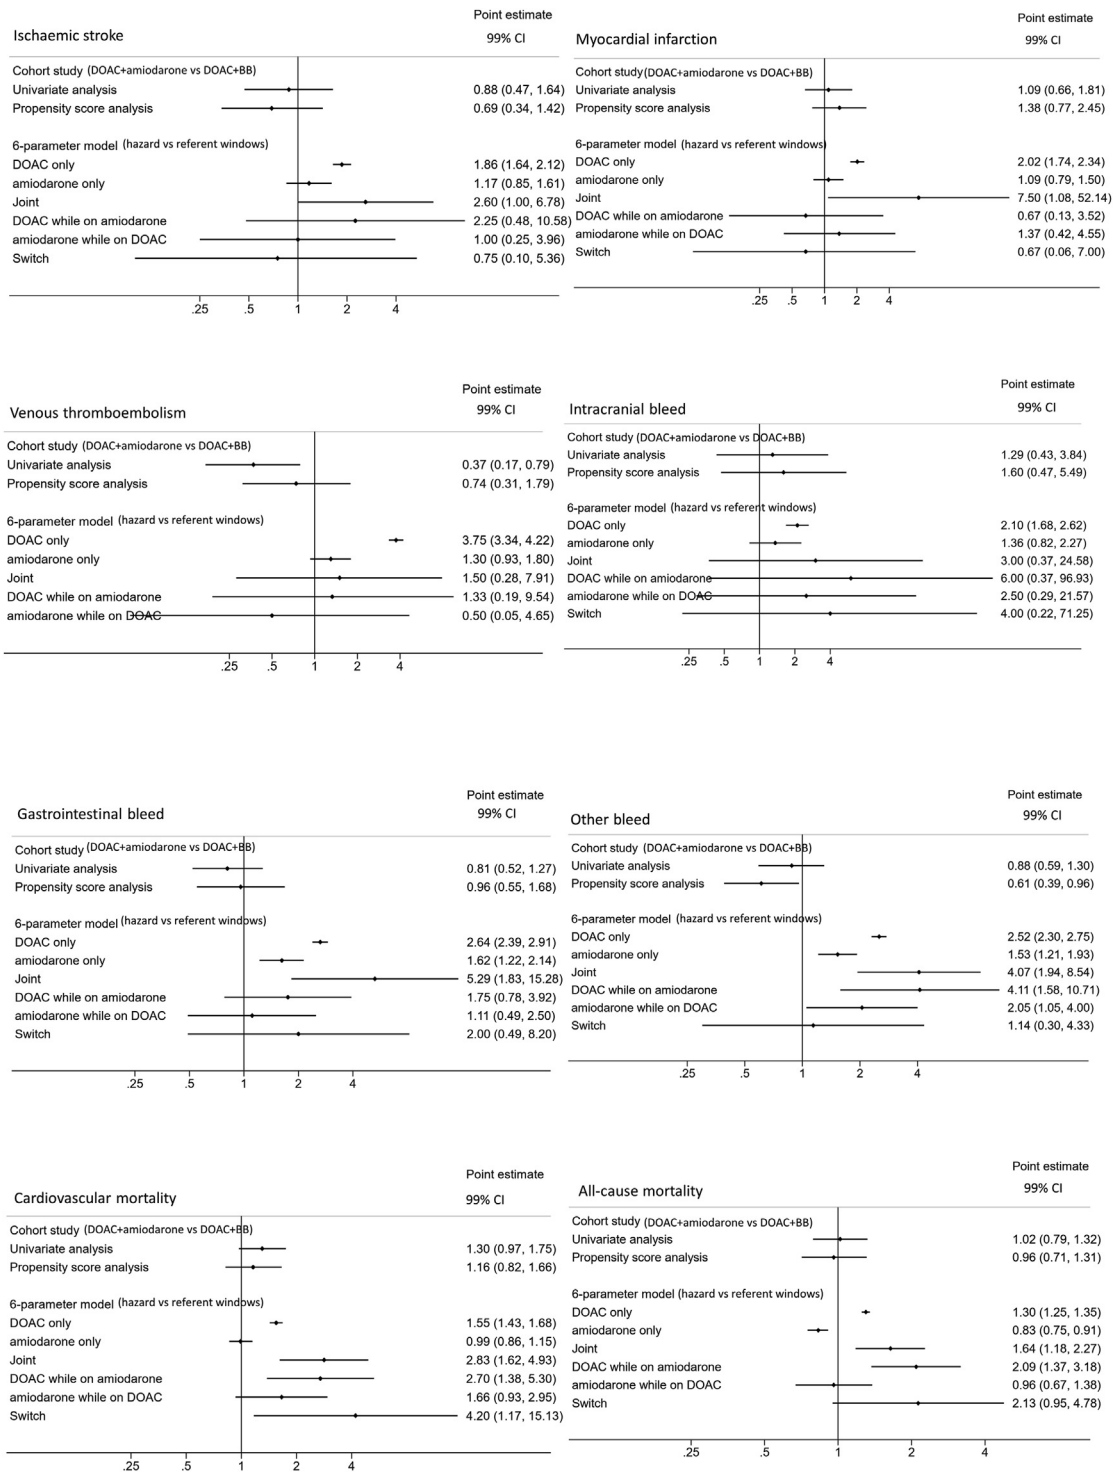 Point estimate
Ischaemic stroke
99% CI
Cohort study (DOAC+amiodarone vs DOAC+BB)
Univariate analysis 0.88 (0.47, 1.64)
Propensity score analysis 0.69 (0.34, 1.42)
6-parameter model (hazard vs referent windows)
DOAC only 1.86 (1.64, 2.12)
amiodarone only 1.17 (0.85, 1.61)
Joint 2.60 (1.00, 6.78)
DOAC while on amiodarone 2.25 (0.48, 10.58)
amiodarone while on DOAC 1.00 (0.25, 3.96)
Switch 0.75 (0.10, 5.36)
.25 .5 1 2 4
Point estimate
Myocardial infarction
99% CI
Cohort study (DOAC+amiodarone vs DOAC+BB)
Univariate analysis 1.09 (0.66, 1.81)
Propensity score analysis 1.38 (0.77, 2.45)
6-parameter model (hazard vs referent windows)
DOAC only 2.02 (1.74, 2.34)
amiodarone only 1.09 (0.79, 1.50)
Joint 7.50 (1.08, 52.14)
DOAC while on amiodarone 0.67 (0.13, 3.52)
amiodarone while on DOAC 1.37 (0.42, 4.55)
Switch 0.67 (0.06, 7.00)
.25 .5 1 2 4
Point estimate
Venous thromboembolism
99% CI
Cohort study (DOAC+amiodarone vs DOAC+BB)
Univariate analysis 0.37 (0.17, 0.79)
Propensity score analysis 0.74 (0.31, 1.79)
6-parameter model (hazard vs referent windows)
DOAC only 3.75 (3.34, 4.22)
amiodarone only 1.30 (0.93, 1.80)
Joint 1.50 (0.28, 7.91)
DOAC while on amiodarone 1.33 (0.19, 9.54)
amiodarone while on DOAC 0.50 (0.05, 4.65)
.25 .5 1 2 4
Point estimate
Intracranial bleed
99% CI
Cohort study (DOAC+amiodarone vs DOAC+BB)
Univariate analysis 1.29 (0.43, 3.84)
Propensity score analysis 1.60 (0.47, 5.49)
6-parameter model (hazard vs referent windows)
DOAC only 2.10 (1.68, 2.62)
amiodarone only 1.36 (0.82, 2.27)
Joint 3.00 (0.37, 24.58)
DOAC while on amiodarone 6.00 (0.37, 96.93)
amiodarone while on DOAC 2.50 (0.29, 21.57)
Switch 4.00 (0.22, 71.25)
.25 .5 1 2 4
Point estimate
Gastrointestinal bleed
99% CI
Cohort study (DOAC+amiodarone vs DOAC+BB)
Univariate analysis 0.81 (0.52, 1.27)
Propensity score analysis 0.96 (0.55, 1.68)
6-parameter model (hazard vs referent windows)
DOAC only 2.64 (2.39, 2.91)
amiodarone only 1.62 (1.22, 2.14)
Joint 5.29 (1.83, 15.28)
DOAC while on amiodarone 1.75 (0.78, 3.92)
amiodarone while on DOAC 1.11 (0.49, 2.50)
Switch 2.00 (0.49, 8.20)
.25 .5 1 2 4
Point estimate
Other bleed
99% CI
Cohort study (DOAC+amiodarone vs DOAC+BB)
Univariate analysis 0.88 (0.59, 1.30)
Propensity score analysis 0.61 (0.39, 0.96)
6-parameter model (hazard vs referent windows)
DOAC only 2.52 (2.30, 2.75)
amiodarone only 1.53 (1.21, 1.93)
Joint 4.07 (1.94, 8.54)
DOAC while on amiodarone 4.11 (1.58, 10.71)
amiodarone while on DOAC 2.05 (1.05, 4.00)
Switch 1.14 (0.30, 4.33)
.25 .5 1 2 4
Point estimate
Cardiovascular mortality
99% CI
Cohort study (DOAC+amiodarone vs DOAC+BB)
Univariate analysis 1.30 (0.97, 1.75)
Propensity score analysis 1.16 (0.82, 1.66)
6-parameter model (hazard vs referent windows)
DOAC only 1.55 (1.43, 1.68)
amiodarone only 0.99 (0.86, 1.15)
Joint 2.83 (1.62, 4.93)
DOAC while on amiodarone 2.70 (1.38, 5.30)
amiodarone while on DOAC 1.66 (0.93, 2.95)
Switch 4.20 (1.17, 15.13)
.25 .5 1 2 4
Point estimate
All-cause mortality
99% CI
Cohort study (DOAC+amiodarone vs DOAC+BB)
Univariate analysis 1.02 (0.79, 1.32)
Propensity score analysis 0.96 (0.71, 1.31)
6-parameter model (hazard vs referent windows)
DOAC only 1.30 (1.25, 1.35)
amiodarone only 0.83 (0.75, 0.91)
Joint 1.64 (1.18, 2.27)
DOAC while on amiodarone 2.09 (1.37, 3.18)
amiodarone while on DOAC 0.96 (0.67, 1.38)
Switch 2.13 (0.95, 4.78)
.25 .5 1 2 4